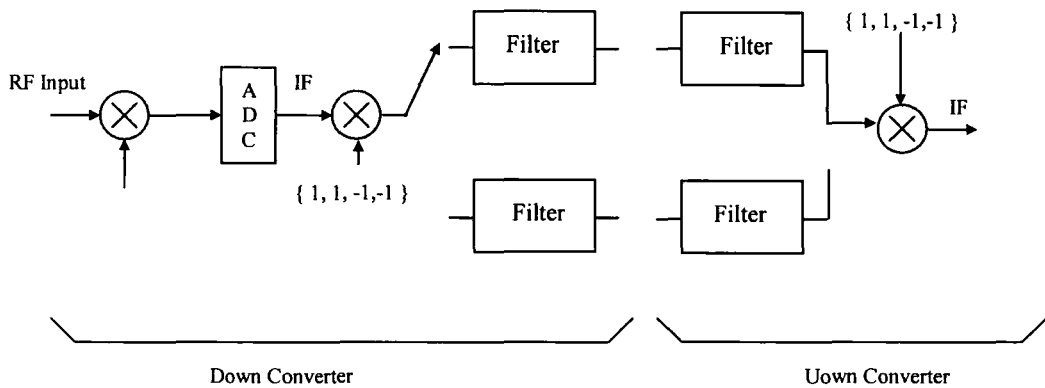 RF Input
A
D
C
IF
{ 1, 1, -1,-1 }
Filter
Filter
Filter
Filter
{ 1, 1, -1,-1 }
IF
Down Converter
Uown Converter